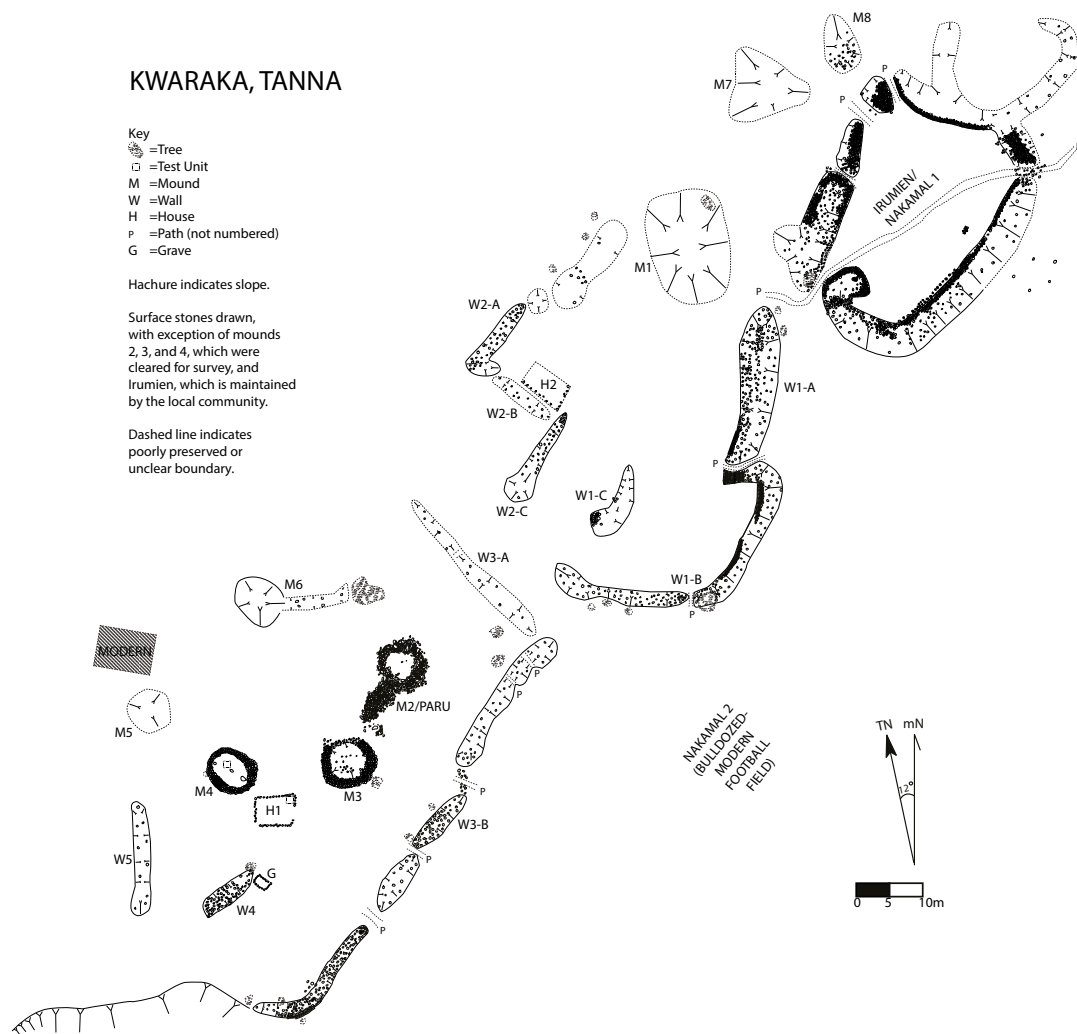 KWARAKA, TANNA
Key
=Tree
=Test Unit
M =Mound
W =Wall
H =House
P =Path (not numbered)
G =Grave
Hachure indicates slope.
Surface stones drawn,
with exception of mounds
2, 3, and 4, which were
cleared for survey, and
Irumien, which is maintained
by the local community.
Dashed line indicates
poorly preserved or
unclear boundary.
M8
M7
P
P
IRUMIEN/
NAKAMAL 1
M1
P
W2-A
H2
W1-A
W2-B
P
W1-C
W2-C
W3-A
W1-B
P
M6
MODERN
P
P
M2/PARU
M5
NAKAMAL 2
(BULLDOZED-
MODERN
FOOTBALL
FIELD)
TN mN
12°
M4
M3
P
H1
W3-B
W5
P
G
W4
P
0 5 10m